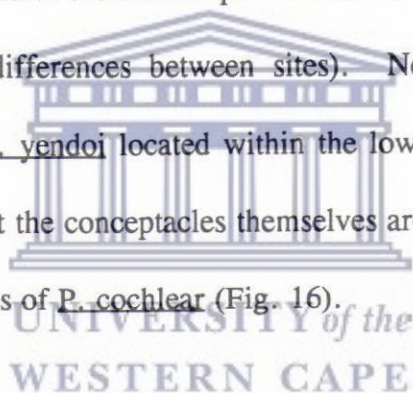 differences between sites). No
. yendoi located within the low
t the conceptacles themselves ar
s of P. cochlear (Fig. 16).
UNIVERSITY of the
WESTERN CAPE